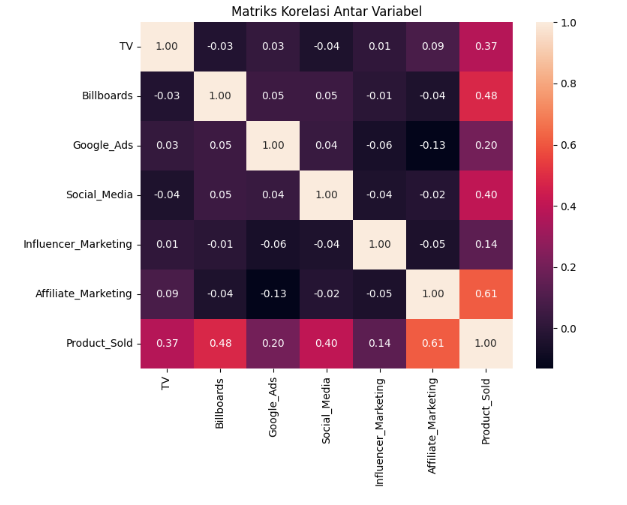 Matriks Korelasi Antar Variabel
TV 1.00 -0.03 0.03 -0.04 0.01 0.09 0.37
Billboards -0.03 1.00 0.05 0.05 -0.01 -0.04 0.48
Google_Ads 0.03 0.05 1.00 0.04 -0.06 -0.13 0.20
Social_Media -0.04 0.05 0.04 1.00 -0.04 -0.02 0.40
Influencer_Marketing 0.01 -0.01 -0.06 -0.04 1.00 -0.05 0.14
Affiliate_Marketing 0.09 -0.04 -0.13 -0.02 -0.05 1.00 0.61
Product_Sold 0.37 0.48 0.20 0.40 0.14 0.61 1.00
TV
Billboards
Google_Ads
Social_Media
Influencer_Marketing
Affiliate_Marketing
Product_Sold
1.0
0.8
0.6
0.4
0.2
0.0